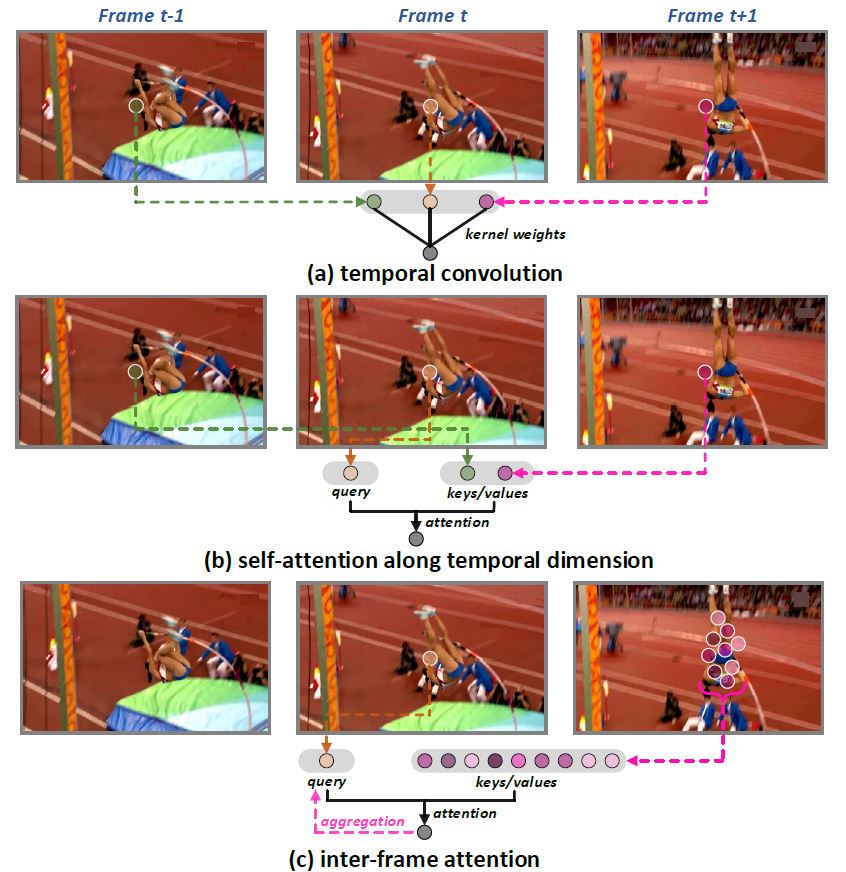 Frame t-1 Frame t Frame t+1
kernel weights
(a) temporal convolution
query keys/values
attention
(b) self-attention along temporal dimension
query keys/values
attention
aggregation
(c) inter-frame attention